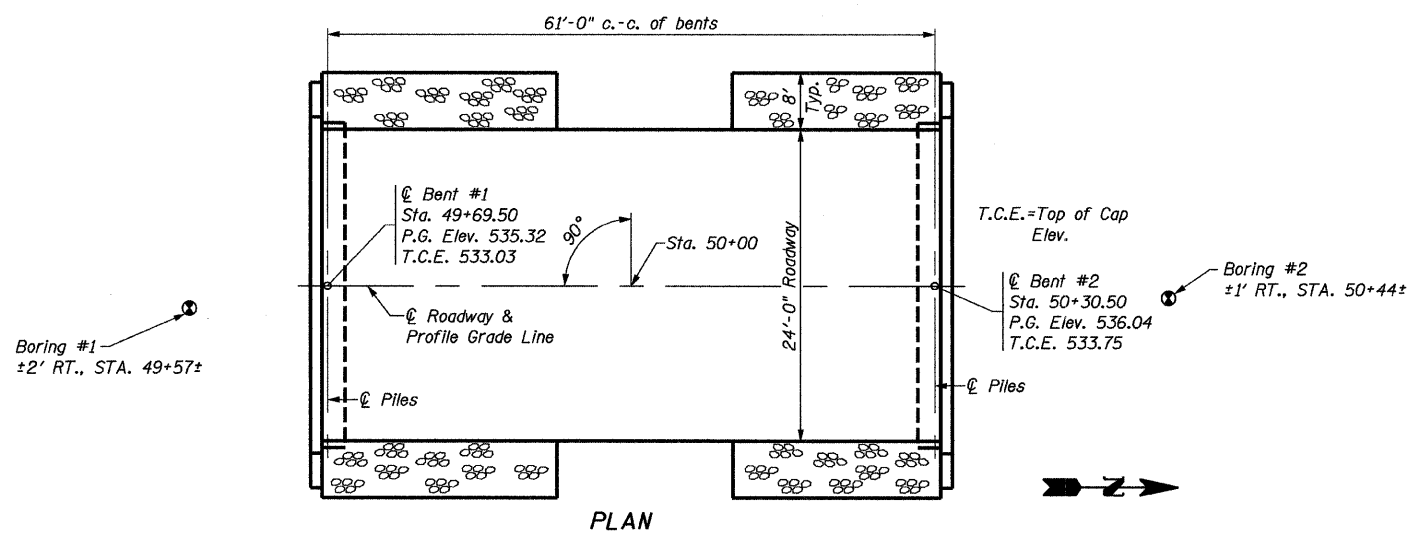 61'-0" c.-c. of bents
8'
Typ.
℄ Bent #1
Sta. 49+69.50
P.G. Elev. 535.32
T.C.E. 533.03
90°
Sta. 50+00
24'-0" Roadway
T.C.E.=Top of Cap
Elev.
Boring #2
±1' RT., STA. 50+44±
℄ Bent #2
Sta. 50+30.50
P.G. Elev. 536.04
T.C.E. 533.75
℄ Roadway &
Profile Grade Line
Boring #1
±2' RT., STA. 49+57±
℄ Piles
℄ Piles
N
PLAN